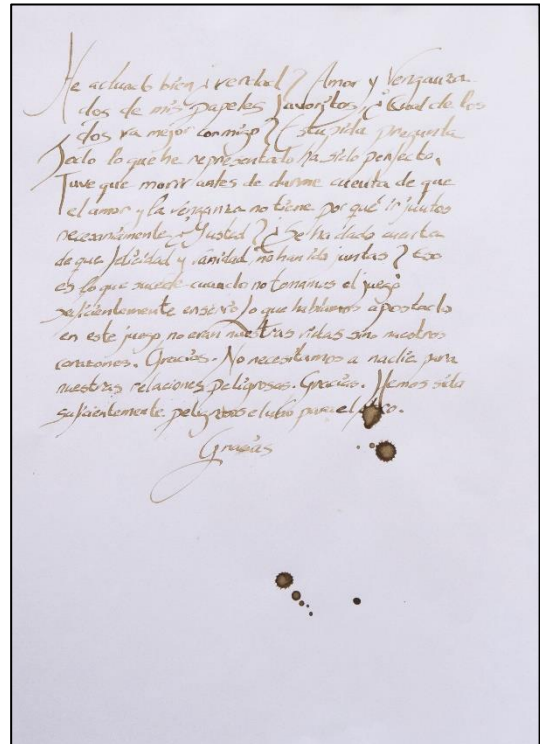 He actuado bien ¿verdad? Amor y Venganza
dos de mis papeles favoritos, ¿Cual de los
dos va mejor conmigo? Estupida pregunta
Todo lo que he representado ha sido perfecto.
Tuve que morir antes de darme cuenta de que
el amor y la venganza no tiene por qué ir juntos
necesariamente ¿Y usted? ¿Se ha dado cuenta
de que felicidad y vanidad no han ido juntas? Eso
es lo que sucede cuando no tenamos el juego
suficientemente en serio lo que habiamos apostado
en este juego no eran nuestras vidas sino nuestros
corazones. Gracias. No necesitamos a nadie para
nuestras relaciones peligrosas. Gracias. Hemos sido
suficientemente peligrosos el uno para el otro.
Gracias